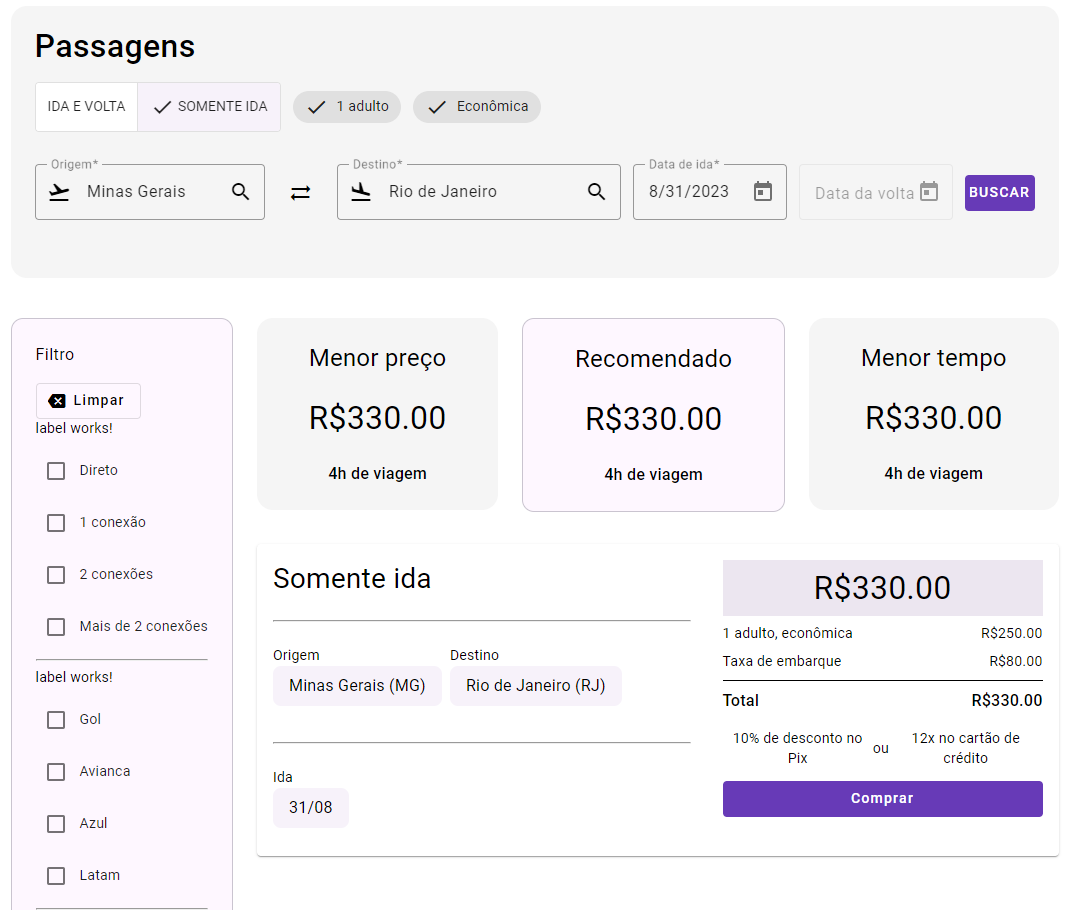 Passagens
IDA E VOLTA
SOMENTE IDA
1 adulto
Econômica
Origem*
Minas Gerais
Destino*
Rio de Janeiro
Data de ida*
8/31/2023
Data da volta
BUSCAR
Filtro
Limpar
label works!
Direto
1 conexão
2 conexões
Mais de 2 conexões
label works!
Gol
Avianca
Azul
Latam
Menor preço
R$330.00
4h de viagem
Recomendado
R$330.00
4h de viagem
Menor tempo
R$330.00
4h de viagem
Somente ida
Origem
Minas Gerais (MG)
Destino
Rio de Janeiro (RJ)
Ida
31/08
R$330.00
1 adulto, econômica R$250.00
Taxa de embarque R$80.00
Total R$330.00
10% de desconto no
Pix
ou
12x no cartão de
crédito
Comprar